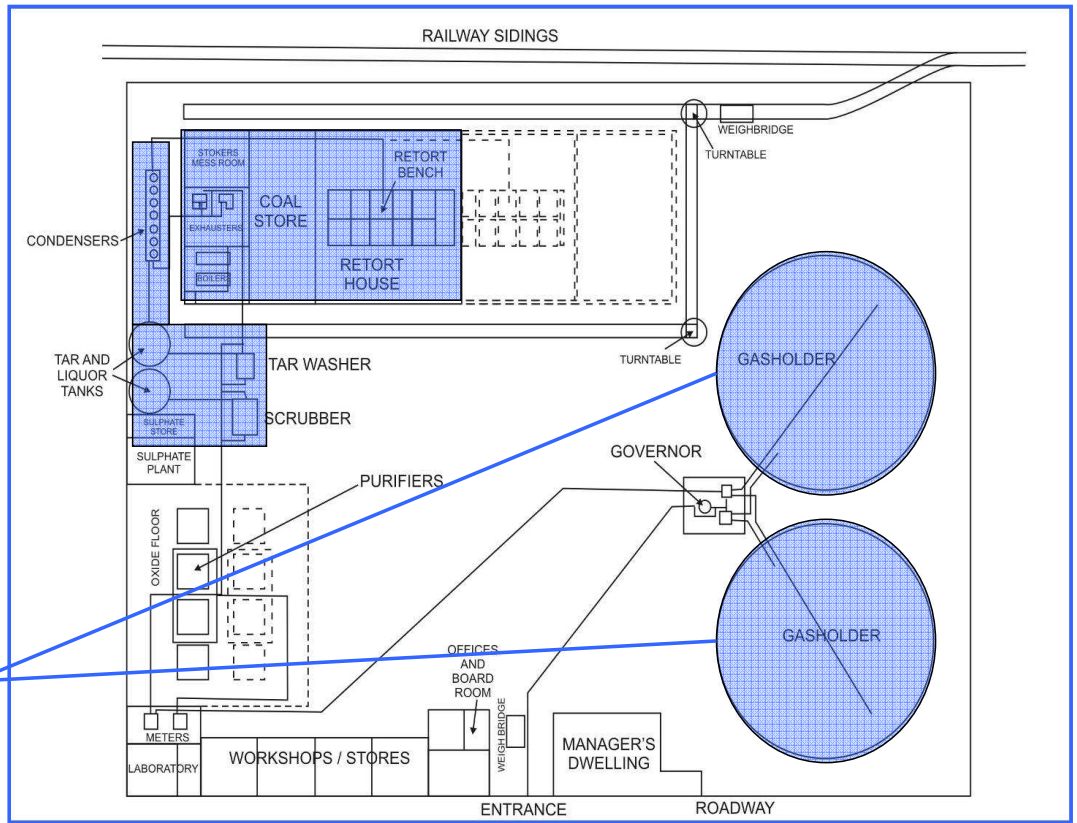 RAILWAY SIDINGS
WEIGHBRIDGE
TURNTABLE
STOKERS
MESS ROOM
RETORT
BENCH
COAL
STORE
EXHAUSTERS
CONDENSERS
RETORT
HOUSE
BOILERS
TAR AND
LIQUOR
TANKS
TAR WASHER
TURNTABLE
GASHOLDER
SCRUBBER
SULPHATE
STORE
SULPHATE
PLANT
GOVERNOR
PURIFIERS
OXIDE FLOOR
GASHOLDER
OFFICES
AND
BOARD
ROOM
WEIGH BRIDGE
METERS
LABORATORY
WORKSHOPS / STORES
MANAGER'S
DWELLING
ENTRANCE
ROADWAY